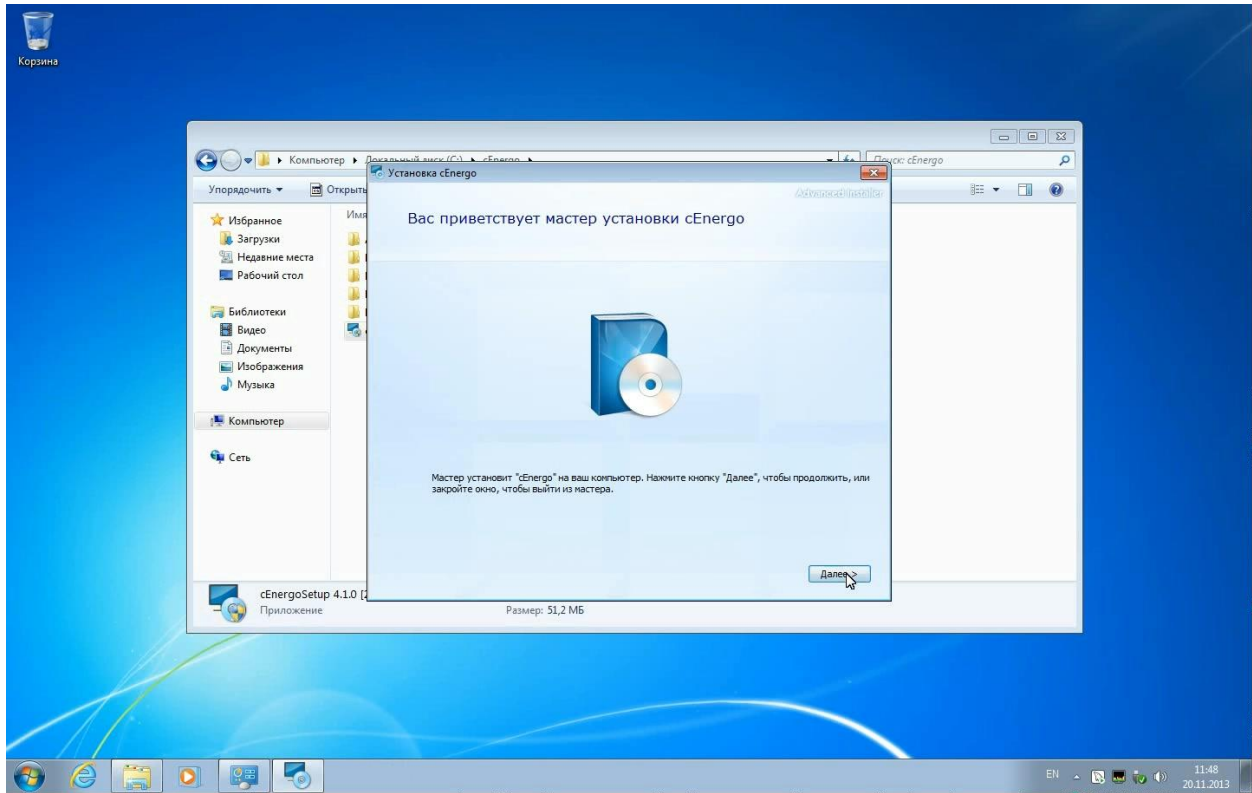 Корзина
Компьютер
Локальный диск (C:)
cEnergo
Поиск: cEnergo
Установка cEnergo
Упорядочить
Advanced Installer
Вас приветствует мастер установки cEnergo
Избранное
Загрузки
Недавние места
Рабочий стол
Библиотеки
Видео
Документы
Изображения
Музыка
Компьютер
Сеть
Мастер установит "cEnergo" на ваш компьютер. Нажмите кнопку "Далее", чтобы продолжить, или
закройте окно, чтобы выйти из мастера.
Далее >
cEnergoSetup 4.1.0
Приложение
Размер: 51,2 МБ
EN
11:48
20.11.2013